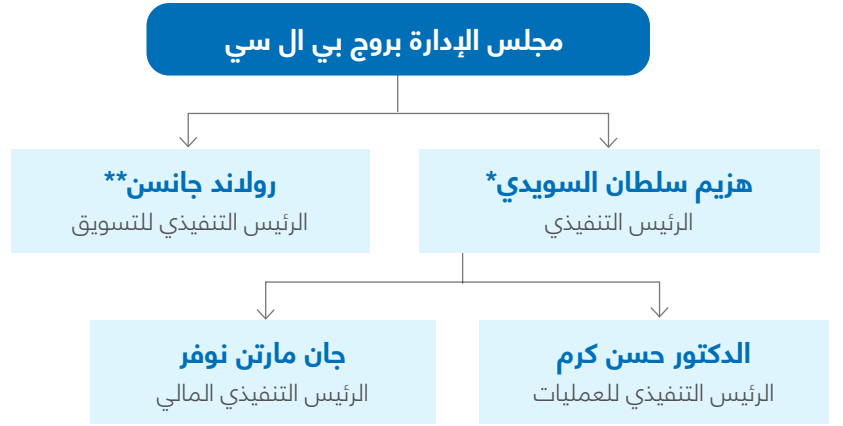 مجلس الإدارة بروج بي ال سي
هزيم سلطان السويدي*
الرئيس التنفيذي
رولاند جانسن**
الرئيس التنفيذي للتسويق
الدكتور حسن كرم
الرئيس التنفيذي للعمليات
جان مارتن نوفر
الرئيس التنفيذي المالي